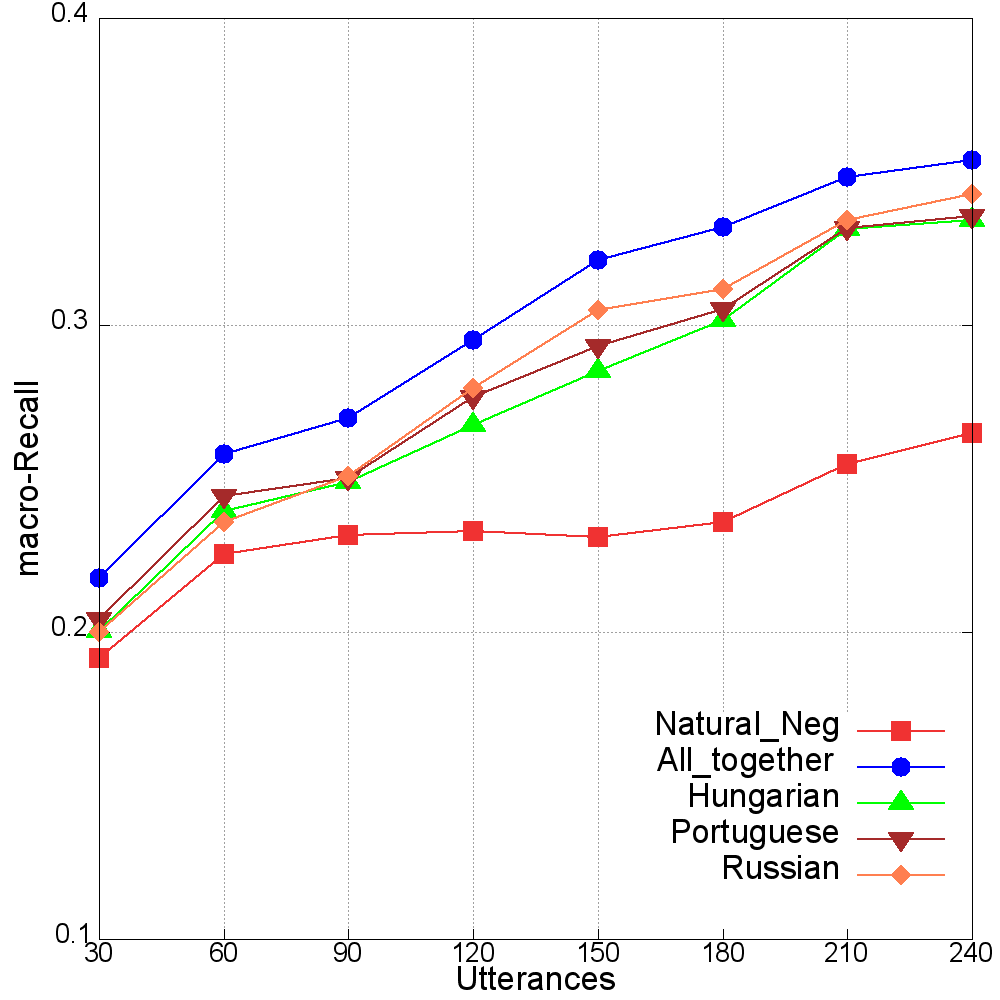 0.4
0.3
0.2
0.1
macro-Recall
Natural_Neg
All_together
Hungarian
Portuguese
Russian
30 60 90 120 150 180 210 240
Utterances